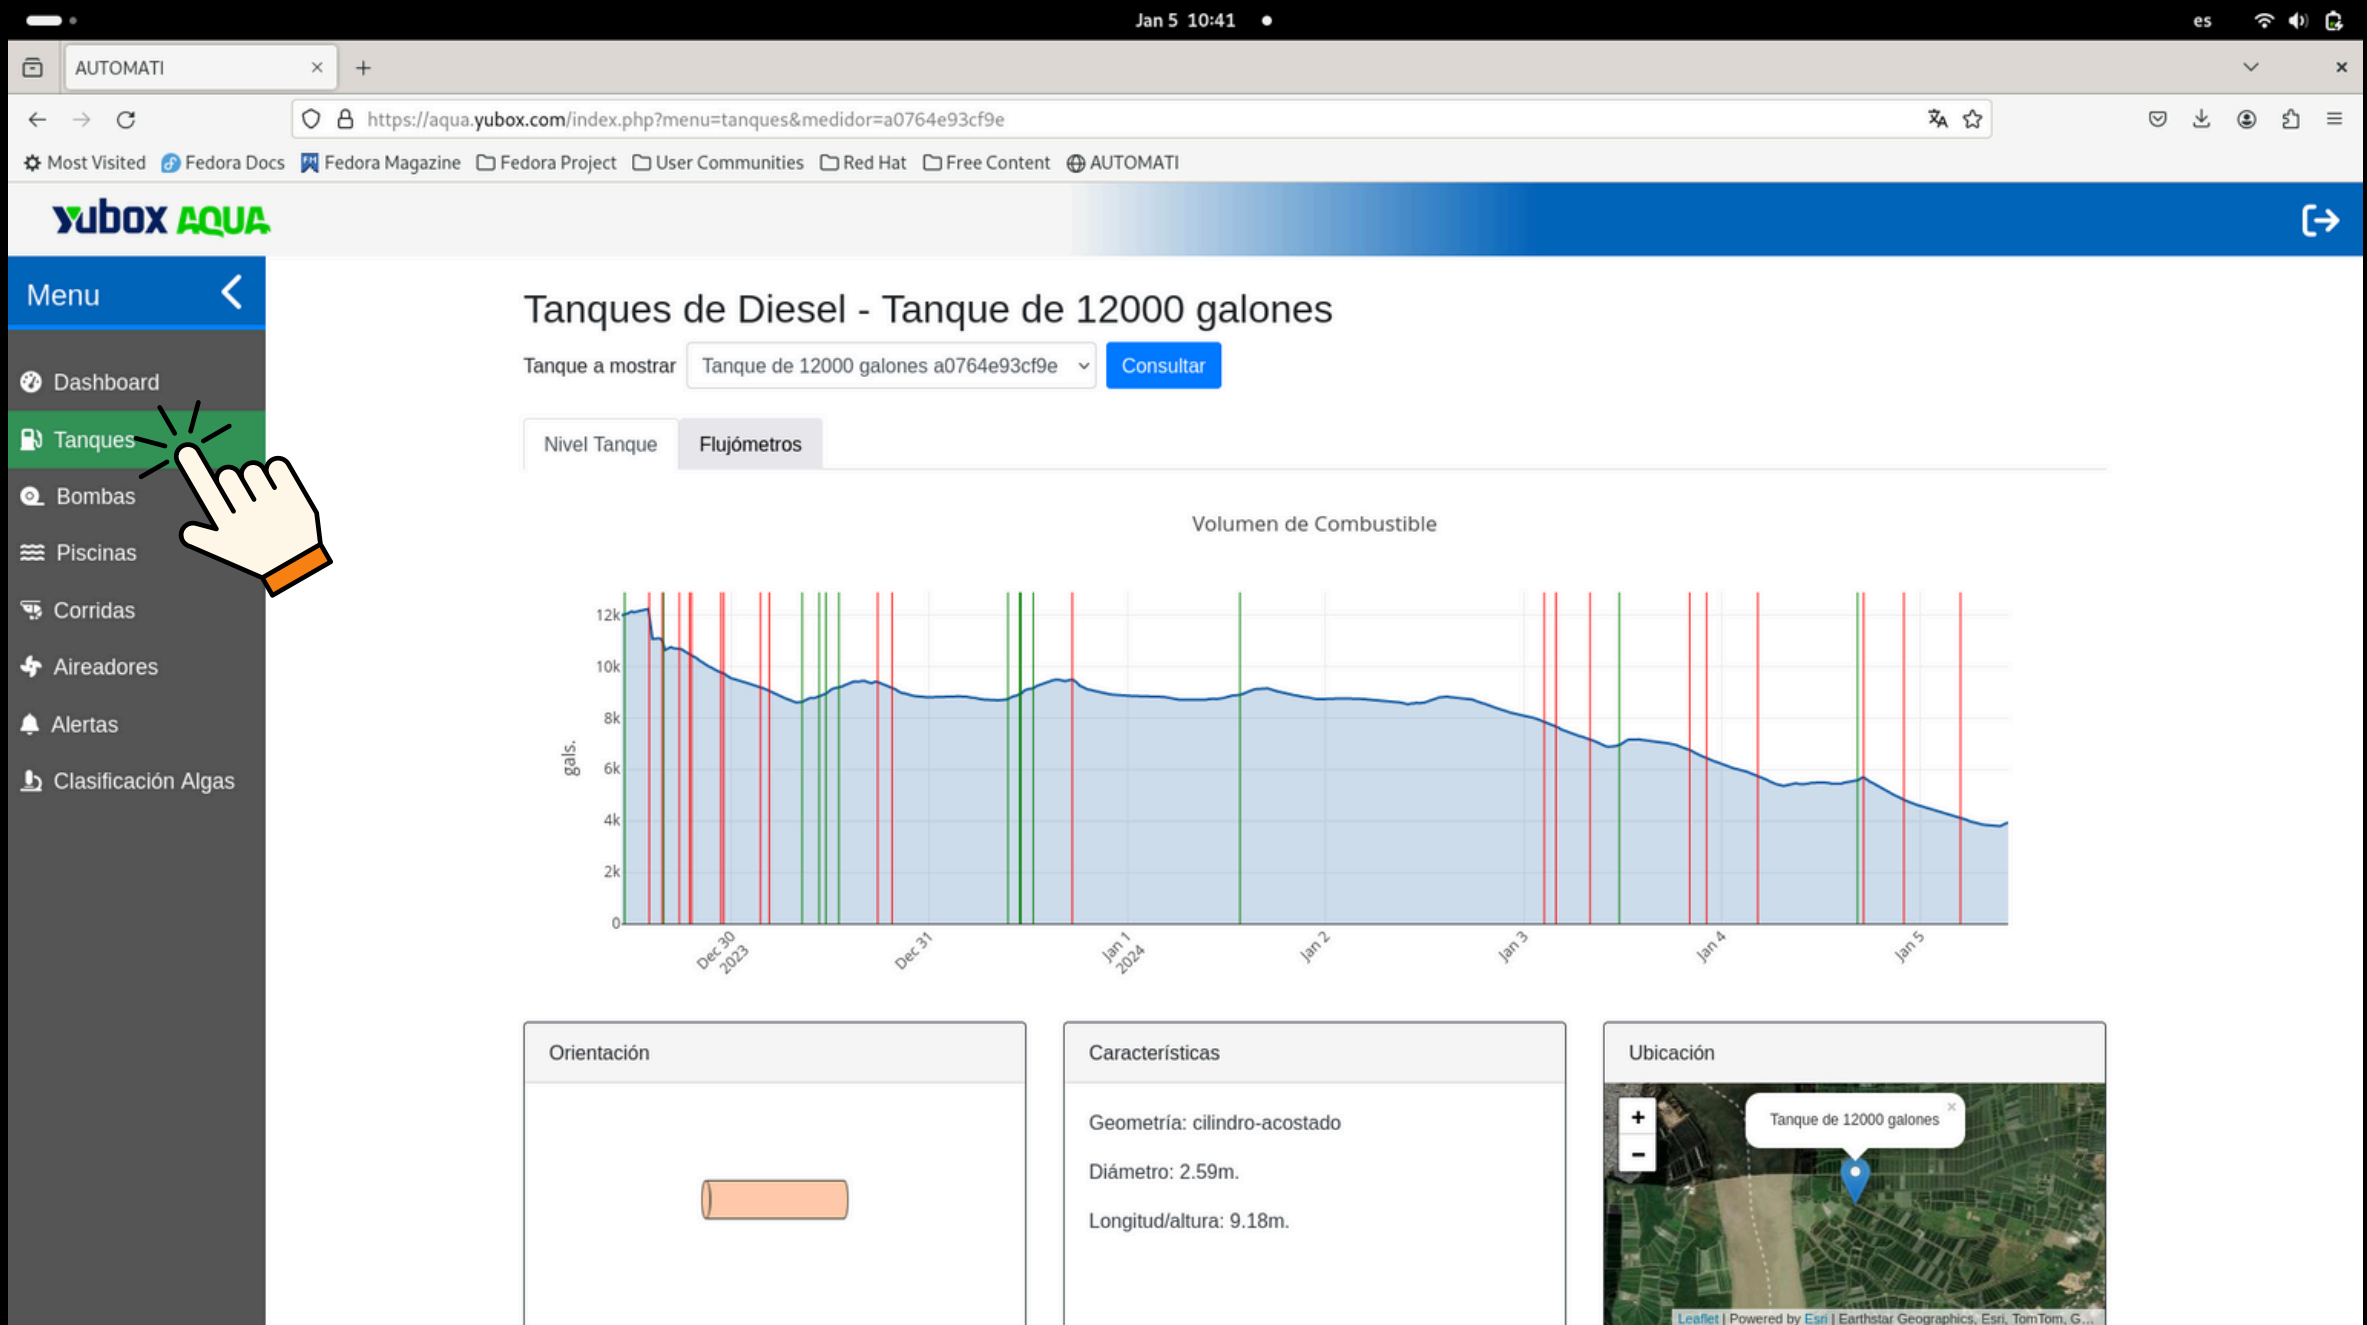 Jan 5 10:41
es
AUTOMATI
https://aqua.yubox.com/index.php?menu=tanques&medidor=a0764e93cf9e
Most Visited Fedora Docs Fedora Magazine Fedora Project User Communities Red Hat Free Content AUTOMATI
yubox AQUA
Menu
Dashboard
Tanques
Bombas
Piscinas
Corridas
Aireadores
Alertas
Clasificación Algas
Tanques de Diesel - Tanque de 12000 galones
Tanque a mostrar Tanque de 12000 galones a0764e93cf9e Consultar
Nivel Tanque Flujómetros
Volumen de Combustible
12k
10k
8k
6k
4k
2k
0
gals.
Dec 30
2023
Dec 31
Jan 1
2024
Jan 2
Jan 3
Jan 4
Jan 5
Orientación
Características
Geometría: cilindro-acostado
Diámetro: 2.59m.
Longitud/altura: 9.18m.
Ubicación
+
−
Tanque de 12000 galones ×
Leaflet | Powered by Esri | Earthstar Geographics, Esri, TomTom, G...